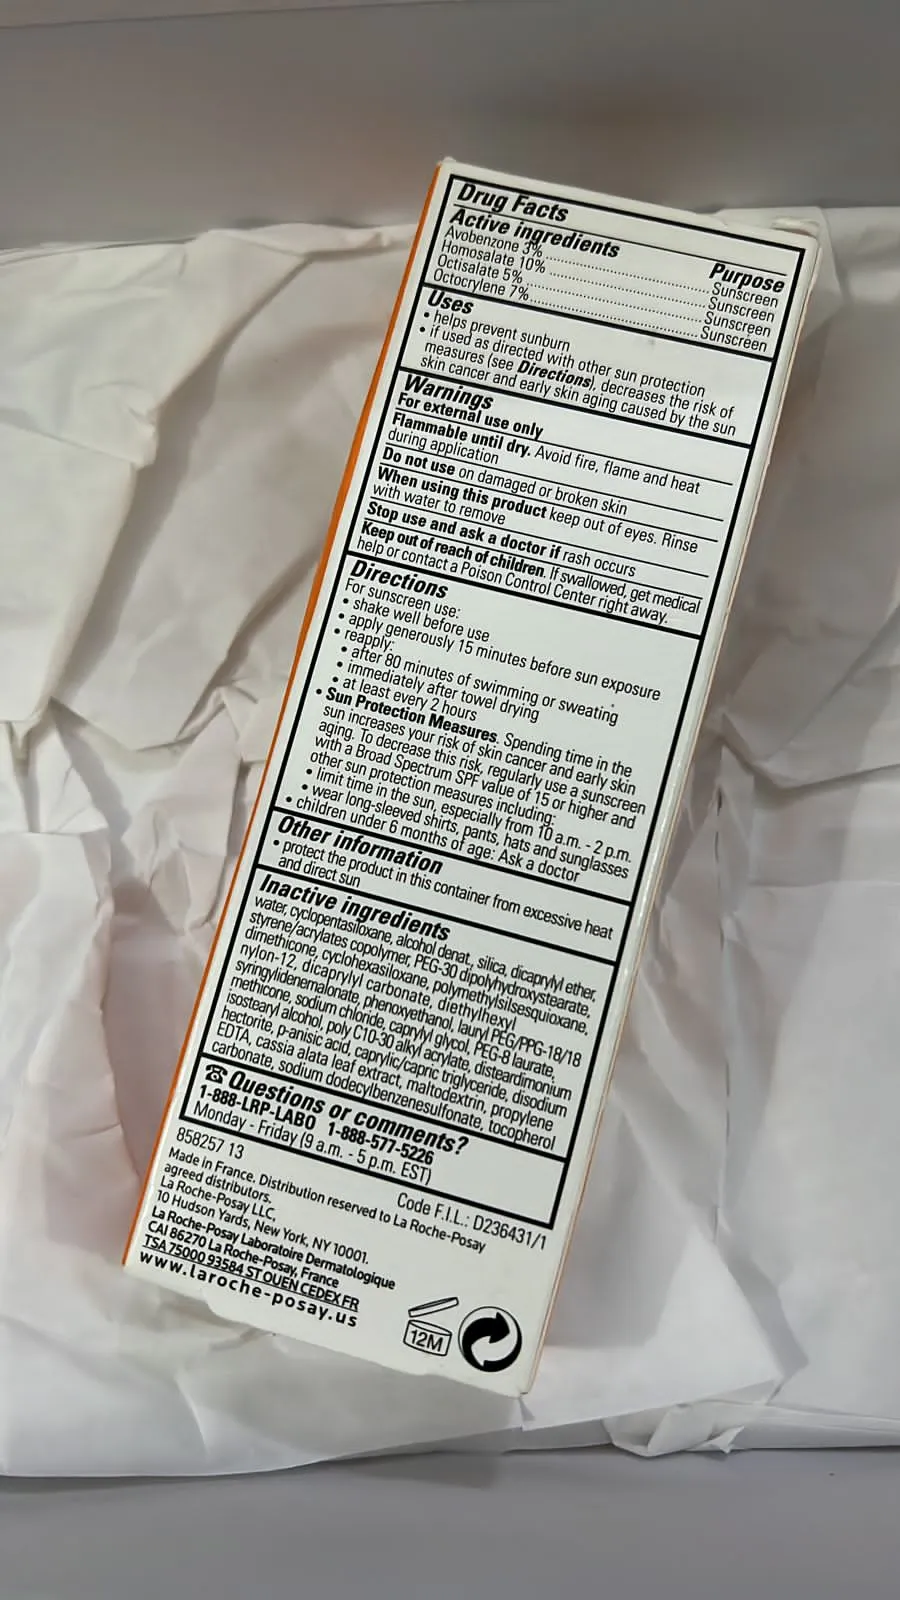 Drug Facts
Active ingredients Purpose
Avobenzone 3% Sunscreen
Homosalate 10% Sunscreen
Octisalate 5% Sunscreen
Octocrylene 7% Sunscreen
Uses
• helps prevent sunburn
• if used as directed with other sun protection
measures (see Directions), decreases the risk of
skin cancer and early skin aging caused by the sun
Warnings
For external use only
Flammable until dry. Avoid fire, flame and heat
during application
Do not use on damaged or broken skin
When using this product keep out of eyes. Rinse
with water to remove
Stop use and ask a doctor if rash occurs
Keep out of reach of children. If swallowed, get medical
help or contact a Poison Control Center right away.
Directions
For sunscreen use:
• shake well before use
• apply generously 15 minutes before sun exposure
• reapply:
• after 80 minutes of swimming or sweating
• immediately after towel drying
• at least every 2 hours
• Sun Protection Measures. Spending time in the
sun increases your risk of skin cancer and early skin
aging. To decrease this risk, regularly use a sunscreen
with a Broad Spectrum SPF value of 15 or higher and
other sun protection measures including:
• limit time in the sun, especially from 10 a.m. - 2 p.m.
• wear long-sleeved shirts, pants, hats and sunglasses
• children under 6 months of age: Ask a doctor
Other information
• protect the product in this container from excessive heat
and direct sun
Inactive ingredients
water, cyclopentasiloxane, alcohol denat., silica, dicaprylyl ether,
styrene/acrylates copolymer, PEG-30 dipolyhydroxystearate,
dimethicone, cyclohexasiloxane, polymethylsilsesquioxane,
nylon-12, dicaprylyl carbonate, diethylhexyl
syringylidenemalonate, phenoxyethanol, lauryl PEG/PPG-18/18
methicone, sodium chloride, caprylyl glycol, PEG-8 laurate,
isostearyl alcohol, poly C10-30 alkyl acrylate, disteardimonium
hectorite, p-anisic acid, caprylic/capric triglyceride, disodium
EDTA, cassia alata leaf extract, maltodextrin, propylene
carbonate, sodium dodecylbenzenesulfonate, tocopherol
☎ Questions or comments?
1-888-LRP-LABO 1-888-577-5226
Monday - Friday (9 a.m. - 5 p.m. EST)
858257 13 Code F.I.L.: D236431/1
Made in France. Distribution reserved to La Roche-Posay
agreed distributors.
La Roche-Posay LLC,
10 Hudson Yards, New York, NY 10001.
La Roche-Posay Laboratoire Dermatologique
CAI 86270 La Roche-Posay, France
TSA 75000 93584 ST OUEN CEDEX FR
www.laroche-posay.us
12M